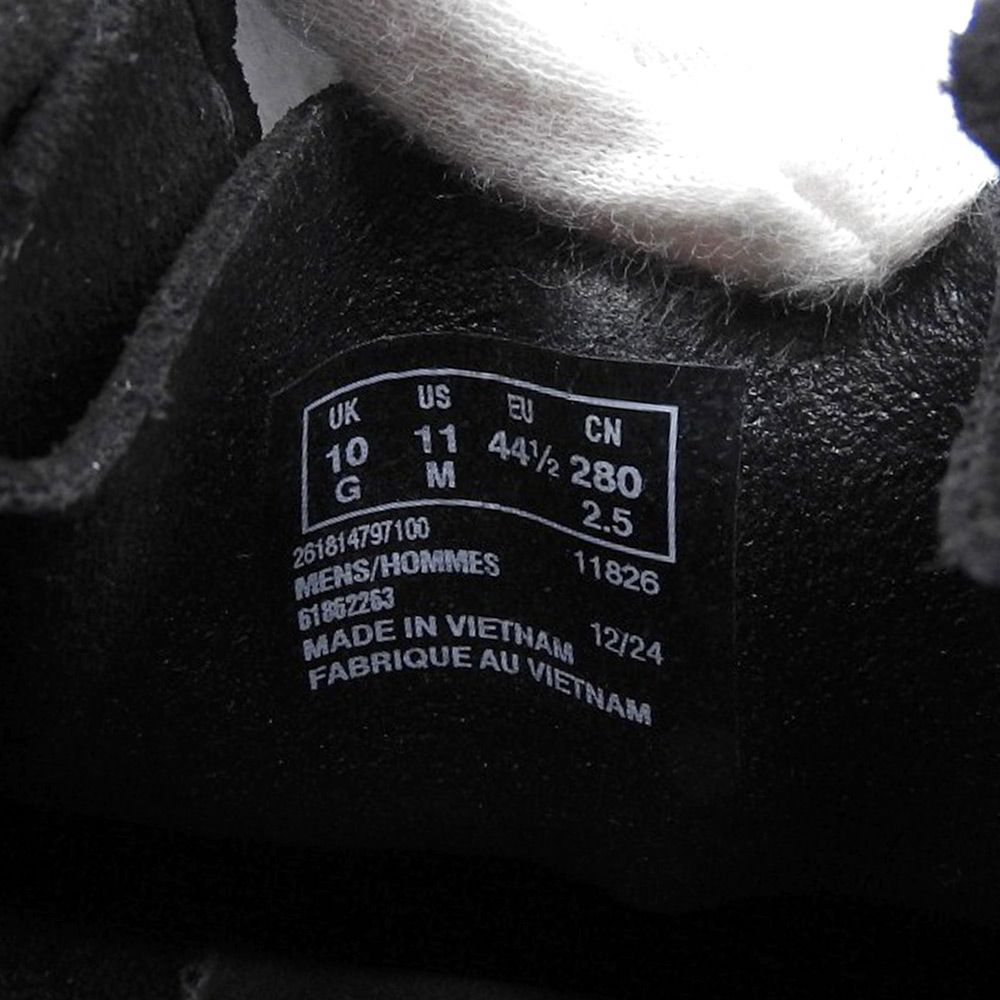 UK US EU CN
10 11 44½ 280
G M 2.5
261814797100
MENS/HOMMES 11826
61862263
MADE IN VIETNAM 12/24
FABRIQUE AU VIETNAM